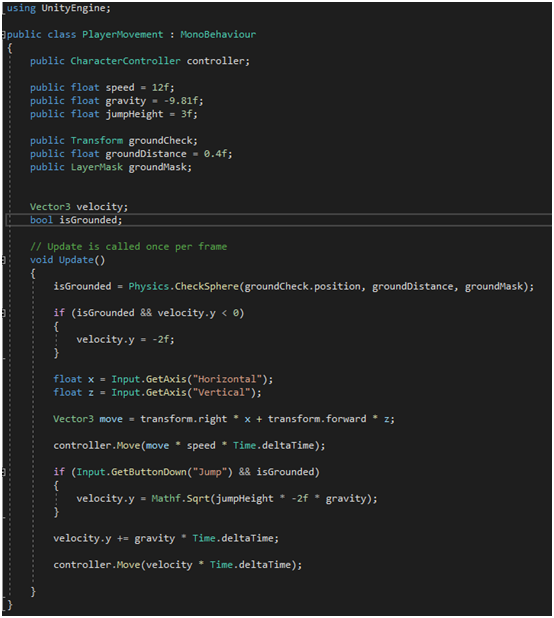 using UnityEngine;
public class PlayerMovement : MonoBehaviour
{
public CharacterController controller;
public float speed = 12f;
public float gravity = -9.81f;
public float jumpHeight = 3f;
public Transform groundCheck;
public float groundDistance = 0.4f;
public LayerMask groundMask;
Vector3 velocity;
bool isGrounded;
// Update is called once per frame
void Update()
{
isGrounded = Physics.CheckSphere(groundCheck.position, groundDistance, groundMask);
if (isGrounded && velocity.y < 0)
{
velocity.y = -2f;
}
float x = Input.GetAxis("Horizontal");
float z = Input.GetAxis("Vertical");
Vector3 move = transform.right * x + transform.forward * z;
controller.Move(move * speed * Time.deltaTime);
if (Input.GetButtonDown("Jump") && isGrounded)
{
velocity.y = Mathf.Sqrt(jumpHeight * -2f * gravity);
}
velocity.y += gravity * Time.deltaTime;
controller.Move(velocity * Time.deltaTime);
}
}